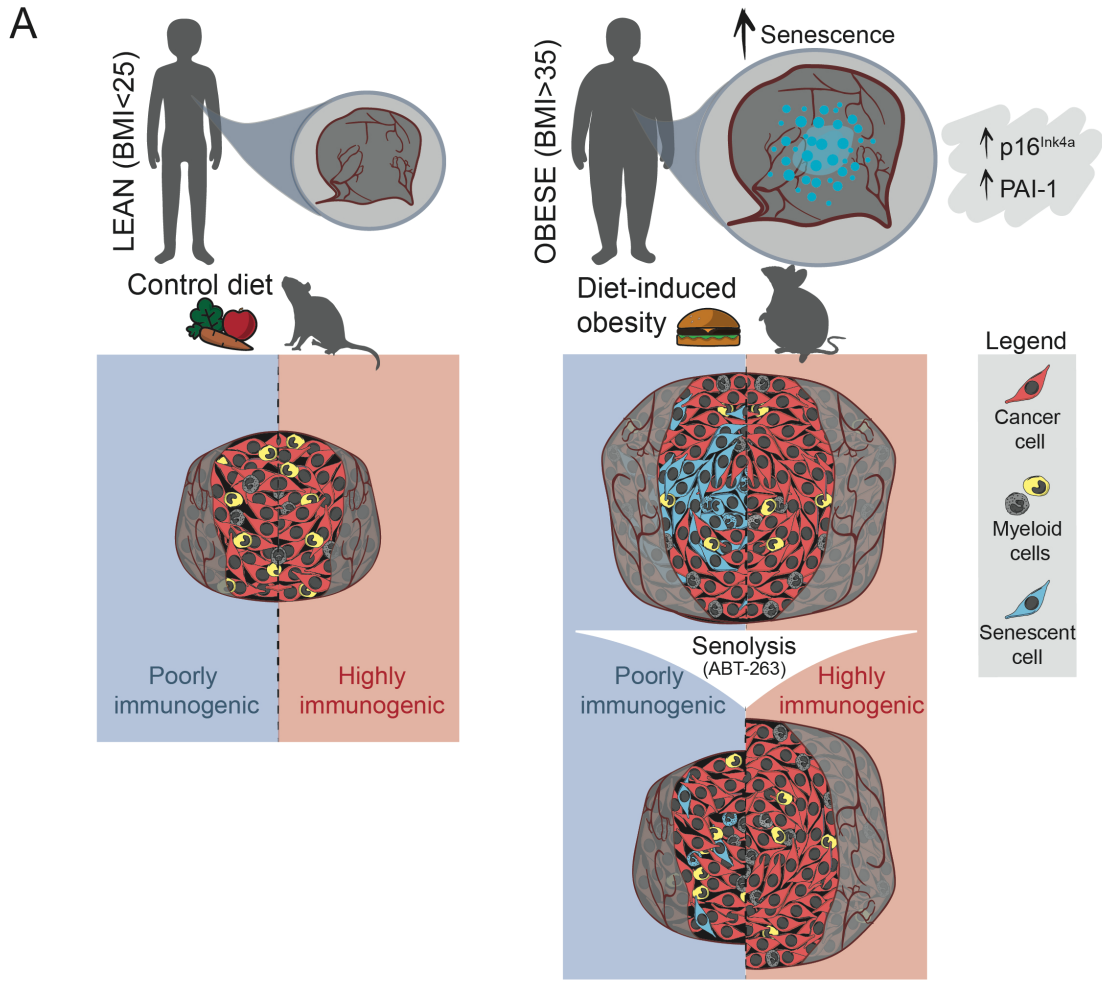 A
LEAN (BMI<25)
Control diet
OBESE (BMI>35)
↑ Senescence
↑ p16Ink4a
↑ PAI-1
Diet-induced
obesity
Poorly
immunogenic
Highly
immunogenic
Senolysis
(ABT-263)
Poorly
immunogenic
Highly
immunogenic
Legend
Cancer
cell
Myeloid
cells
Senescent
cell